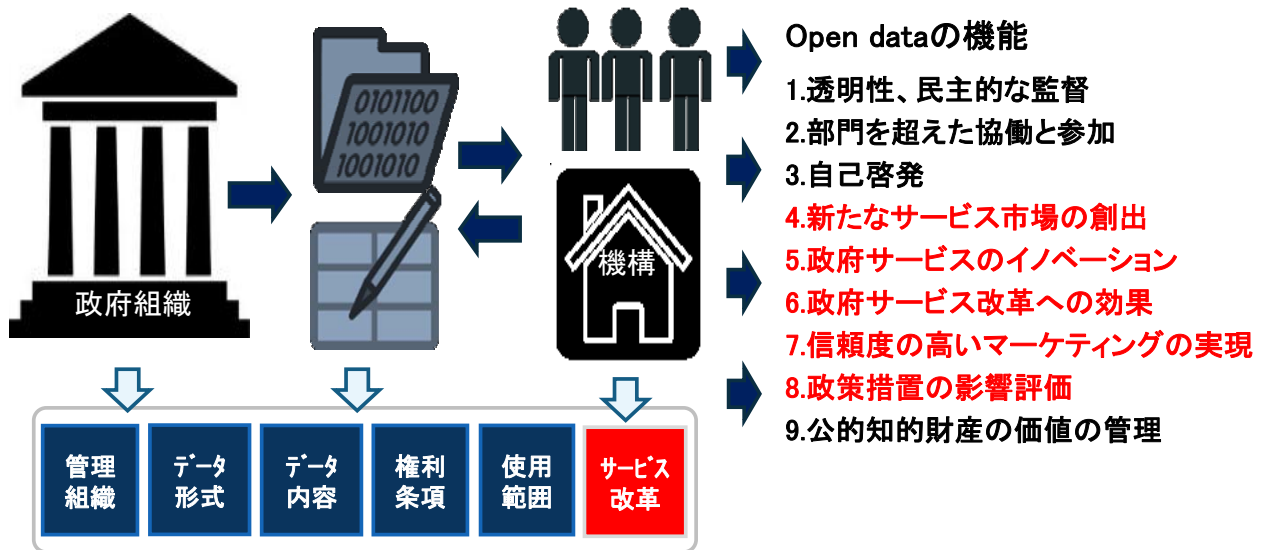 Open dataの機能
1.透明性、民主的な監督
2.部門を超えた協働と参加
3.自己啓発
4.新たなサービス市場の創出
5.政府サービスのイノベーション
6.政府サービス改革への効果
7.信頼度の高いマーケティングの実現
8.政策措置の影響評価
9.公的知的財産の価値の管理
0101100
1001010
1001010
政府組織
機構
管理
組織
データ
形式
データ
内容
権利
条項
使用
範囲
サービス
改革